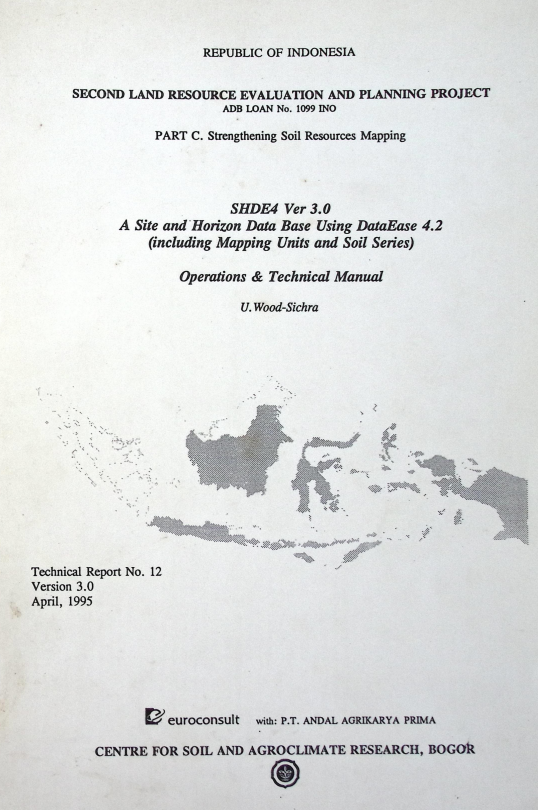 REPUBLIC OF INDONESIA
SECOND LAND RESOURCE EVALUATION AND PLANNING PROJECT
ADB LOAN No. 1099 INO
PART C. Strengthening Soil Resources Mapping
SHDE4 Ver 3.0
A Site and Horizon Data Base Using DataEase 4.2
(including Mapping Units and Soil Series)
Operations & Technical Manual
U.Wood-Sichra
Technical Report No. 12
Version 3.0
April, 1995
euroconsult with: P.T. ANDAL AGRIKARYA PRIMA
CENTRE FOR SOIL AND AGROCLIMATE RESEARCH, BOGOR